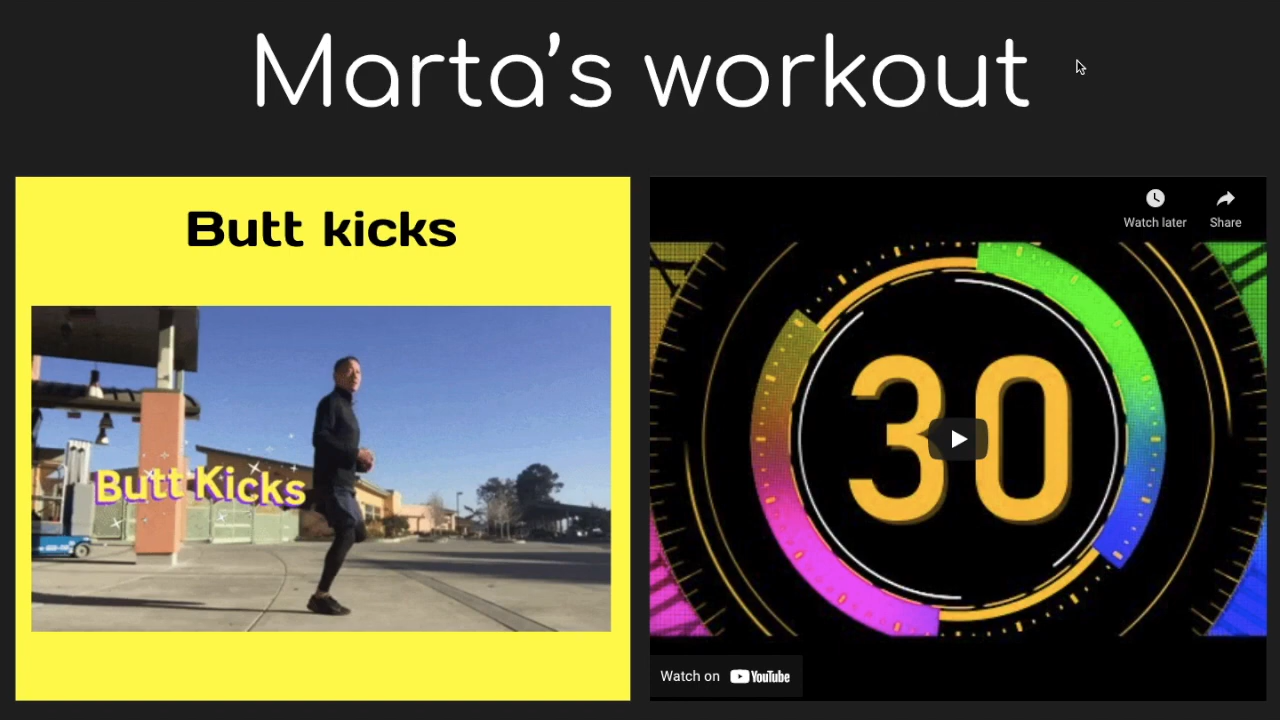 Marta's workout
Butt kicks
Butt Kicks
Watch later
Share
30
Watch on YouTube